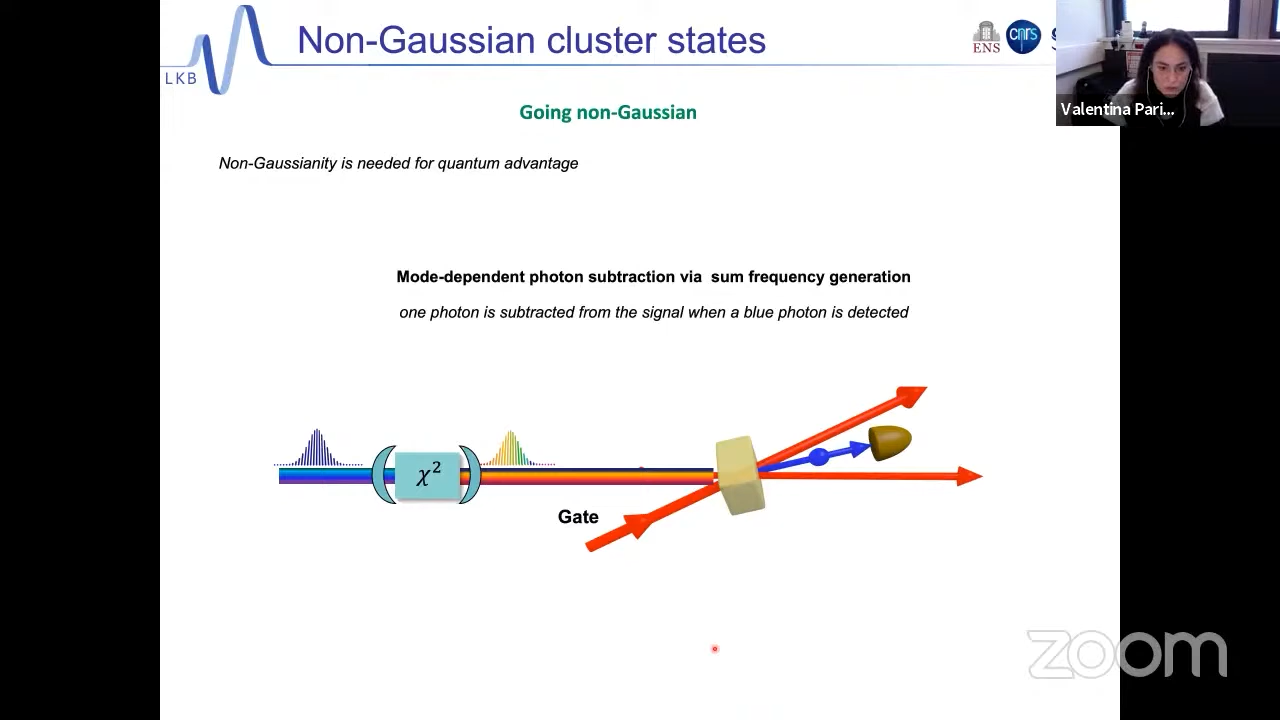 Non-Gaussian cluster states
LKB
ENS
cnrs
Valentina Pari...
Going non-Gaussian
Non-Gaussianity is needed for quantum advantage
Mode-dependent photon subtraction via sum frequency generation
one photon is subtracted from the signal when a blue photon is detected
χ²
Gate
zoom